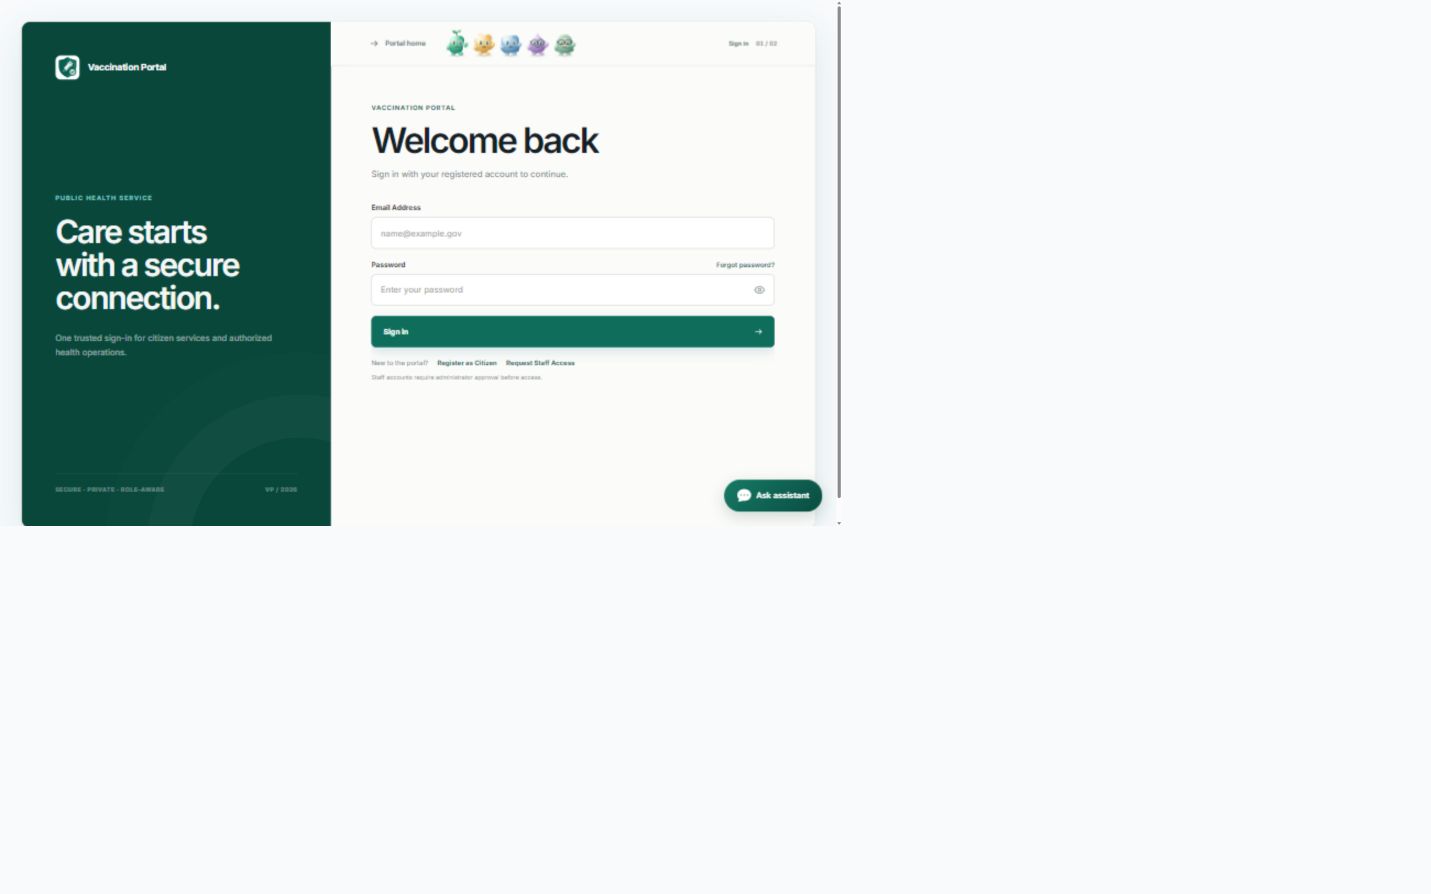 Vaccination Portal
PUBLIC HEALTH SERVICE
Care starts
with a secure
connection.
One trusted sign-in for citizen services and authorized
health operations.
SECURE · PRIVATE · ROLE-AWARE
VP / 2026
Portal home
Sign in 01 / 02
VACCINATION PORTAL
Welcome back
Sign in with your registered account to continue.
Email Address
name@example.gov
Password
Forgot password?
Enter your password
Sign in
New to the portal? Register as Citizen Request Staff Access
Staff accounts require administrator approval before access.
Ask assistant